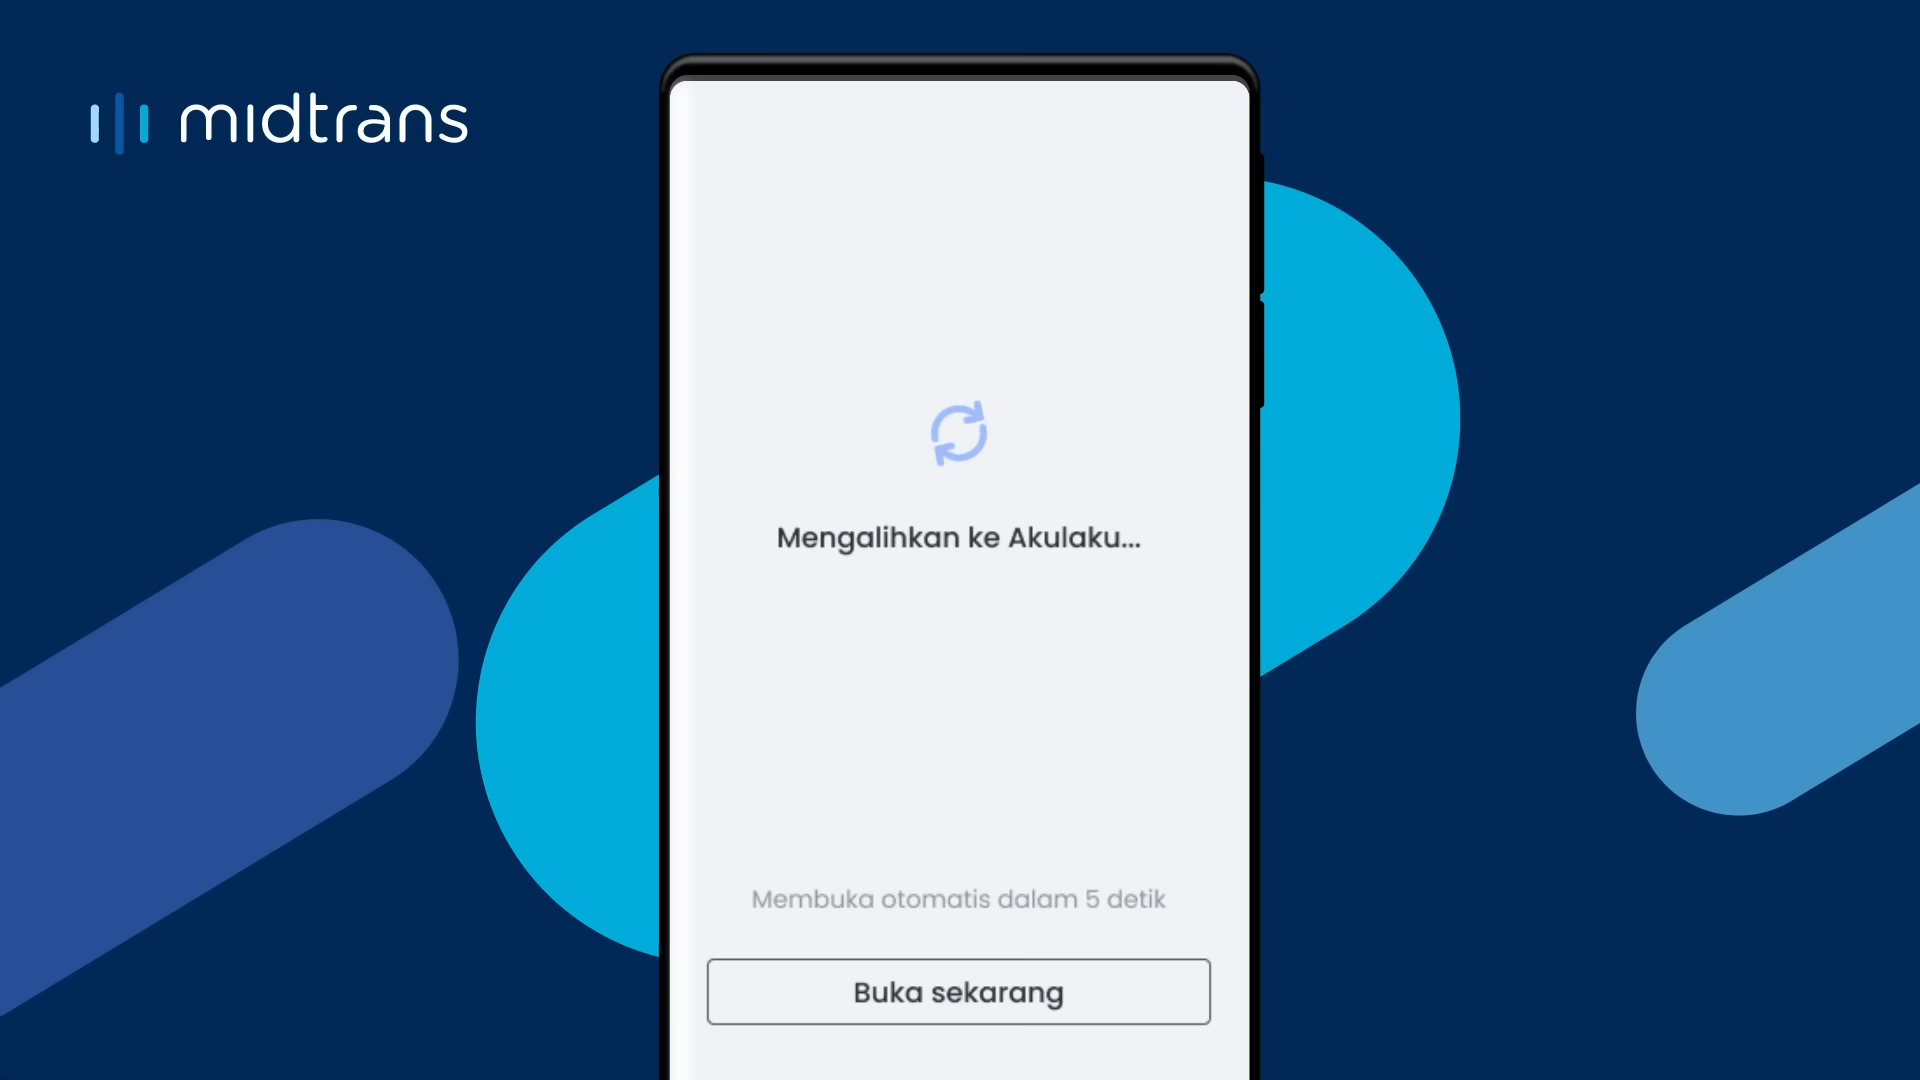 midtrans
Mengalihkan ke Akulaku...
Membuka otomatis dalam 5 detik
Buka sekarang